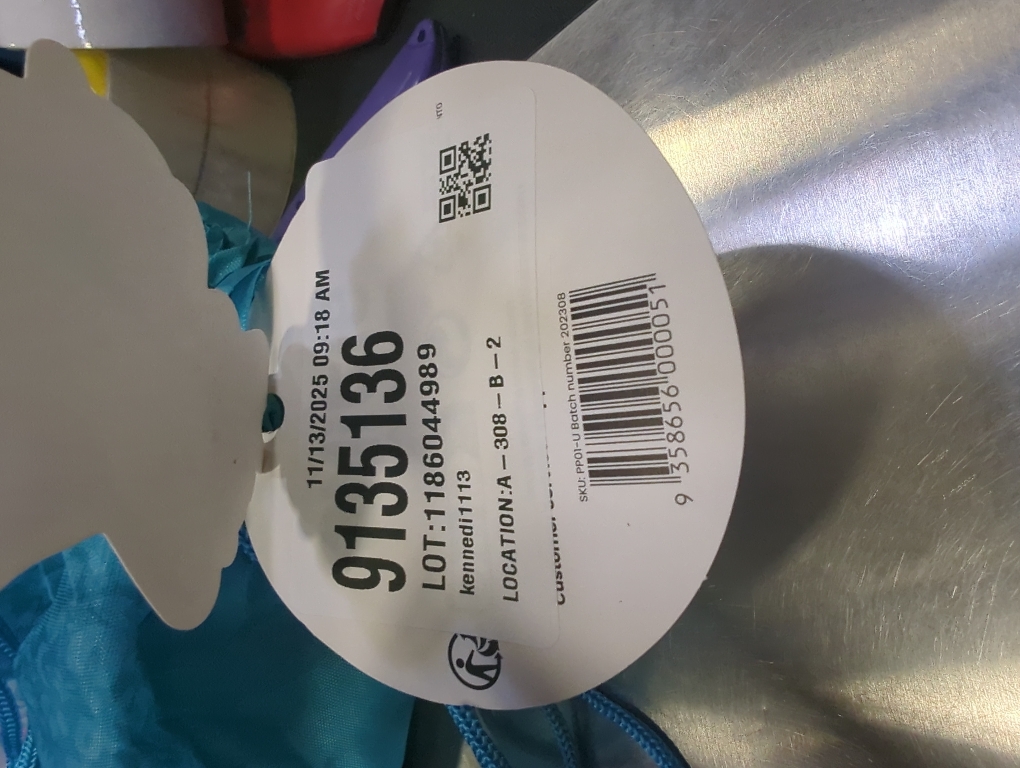 11/13/2025 09:18 AM
9135136
LOT:1186044989
kennedi1113
LOCATION:A – 308 – B – 2
SKU: PP01-U Batch number 202308
9 358656 000051